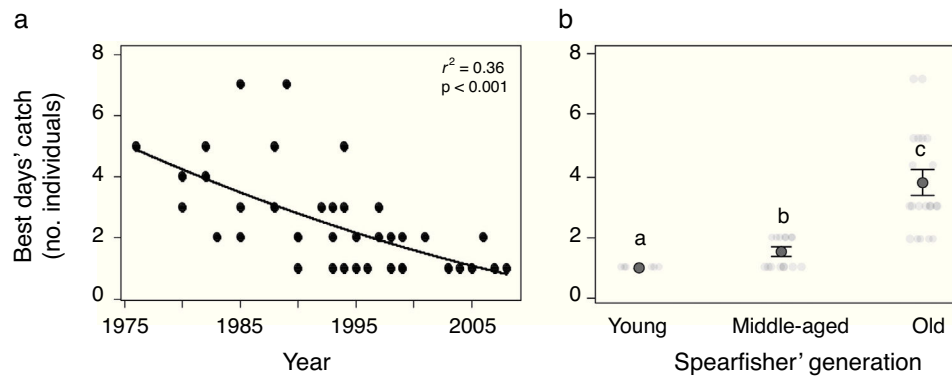 a
b
Best days' catch
(no. individuals)
8
6
4
2
0
r² = 0.36
p < 0.001
1975
1985
1995
2005
Year
8
6
4
2
0
a
b
c
Young
Middle-aged
Old
Spearfisher' generation